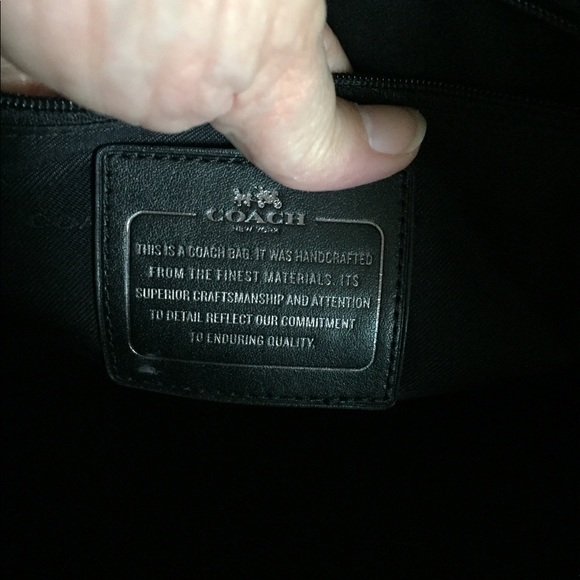 COACH
NEW YORK
THIS IS A COACH BAG. IT WAS HANDCRAFTED
FROM THE FINEST MATERIALS. ITS
SUPERIOR CRAFTSMANSHIP AND ATTENTION
TO DETAIL REFLECT OUR COMMITMENT
TO ENDURING QUALITY.